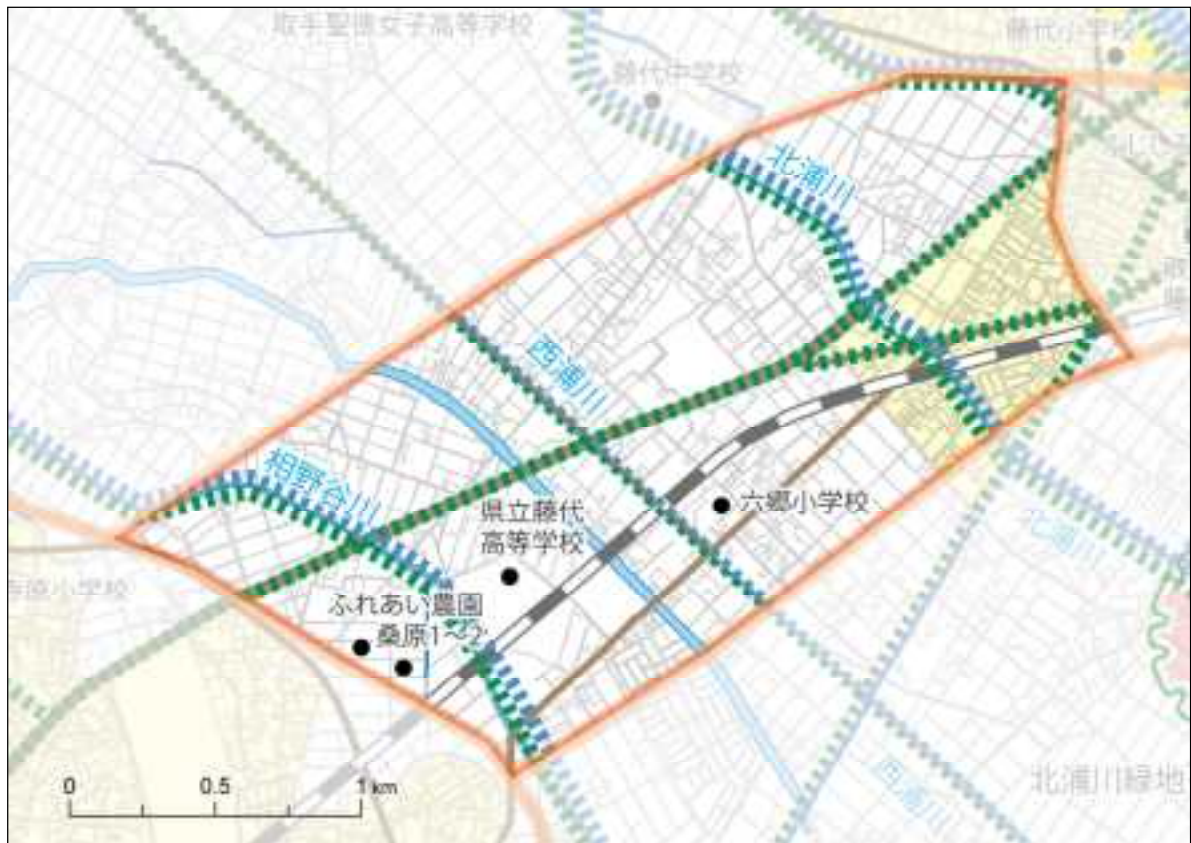 取手聖徳女子高等学校
藤代小学校
藤代中学校
北浦川
西浦川
相野谷川
県立藤代
高等学校
六郷小学校
ふれあい農園
桑原1~2
寺原小学校
北浦川
西浦川
北浦川緑地
0 0.5 1 km